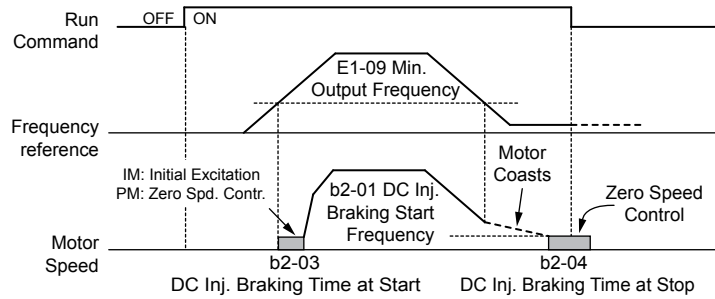 Run
Command
OFF
ON
E1-09 Min.
Output Frequency
Frequency
reference
IM: Initial Excitation
PM: Zero Spd. Contr.
b2-01 DC Inj.
Braking Start
Frequency
Motor
Coasts
Zero Speed
Control
Motor
Speed
b2-03
DC Inj. Braking Time at Start
b2-04
DC Inj. Braking Time at Stop